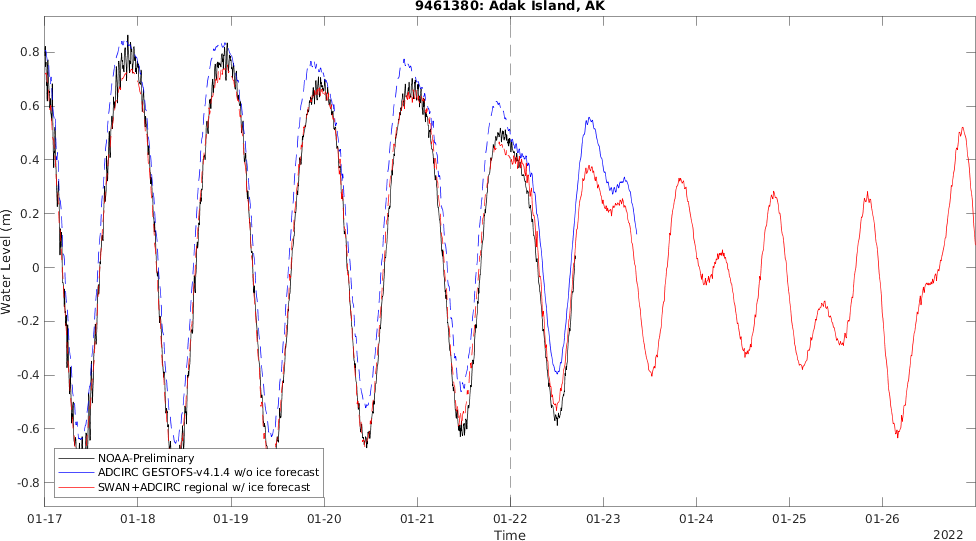 9461380: Adak Island, AK
Water Level (m)
0.8
0.6
0.4
0.2
0
-0.2
-0.4
-0.6
-0.8
NOAA-Preliminary
ADCIRC GESTOFS-v4.1.4 w/o ice forecast
SWAN+ADCIRC regional w/ ice forecast
01-17 01-18 01-19 01-20 01-21 01-22 01-23 01-24 01-25 01-26
Time
2022